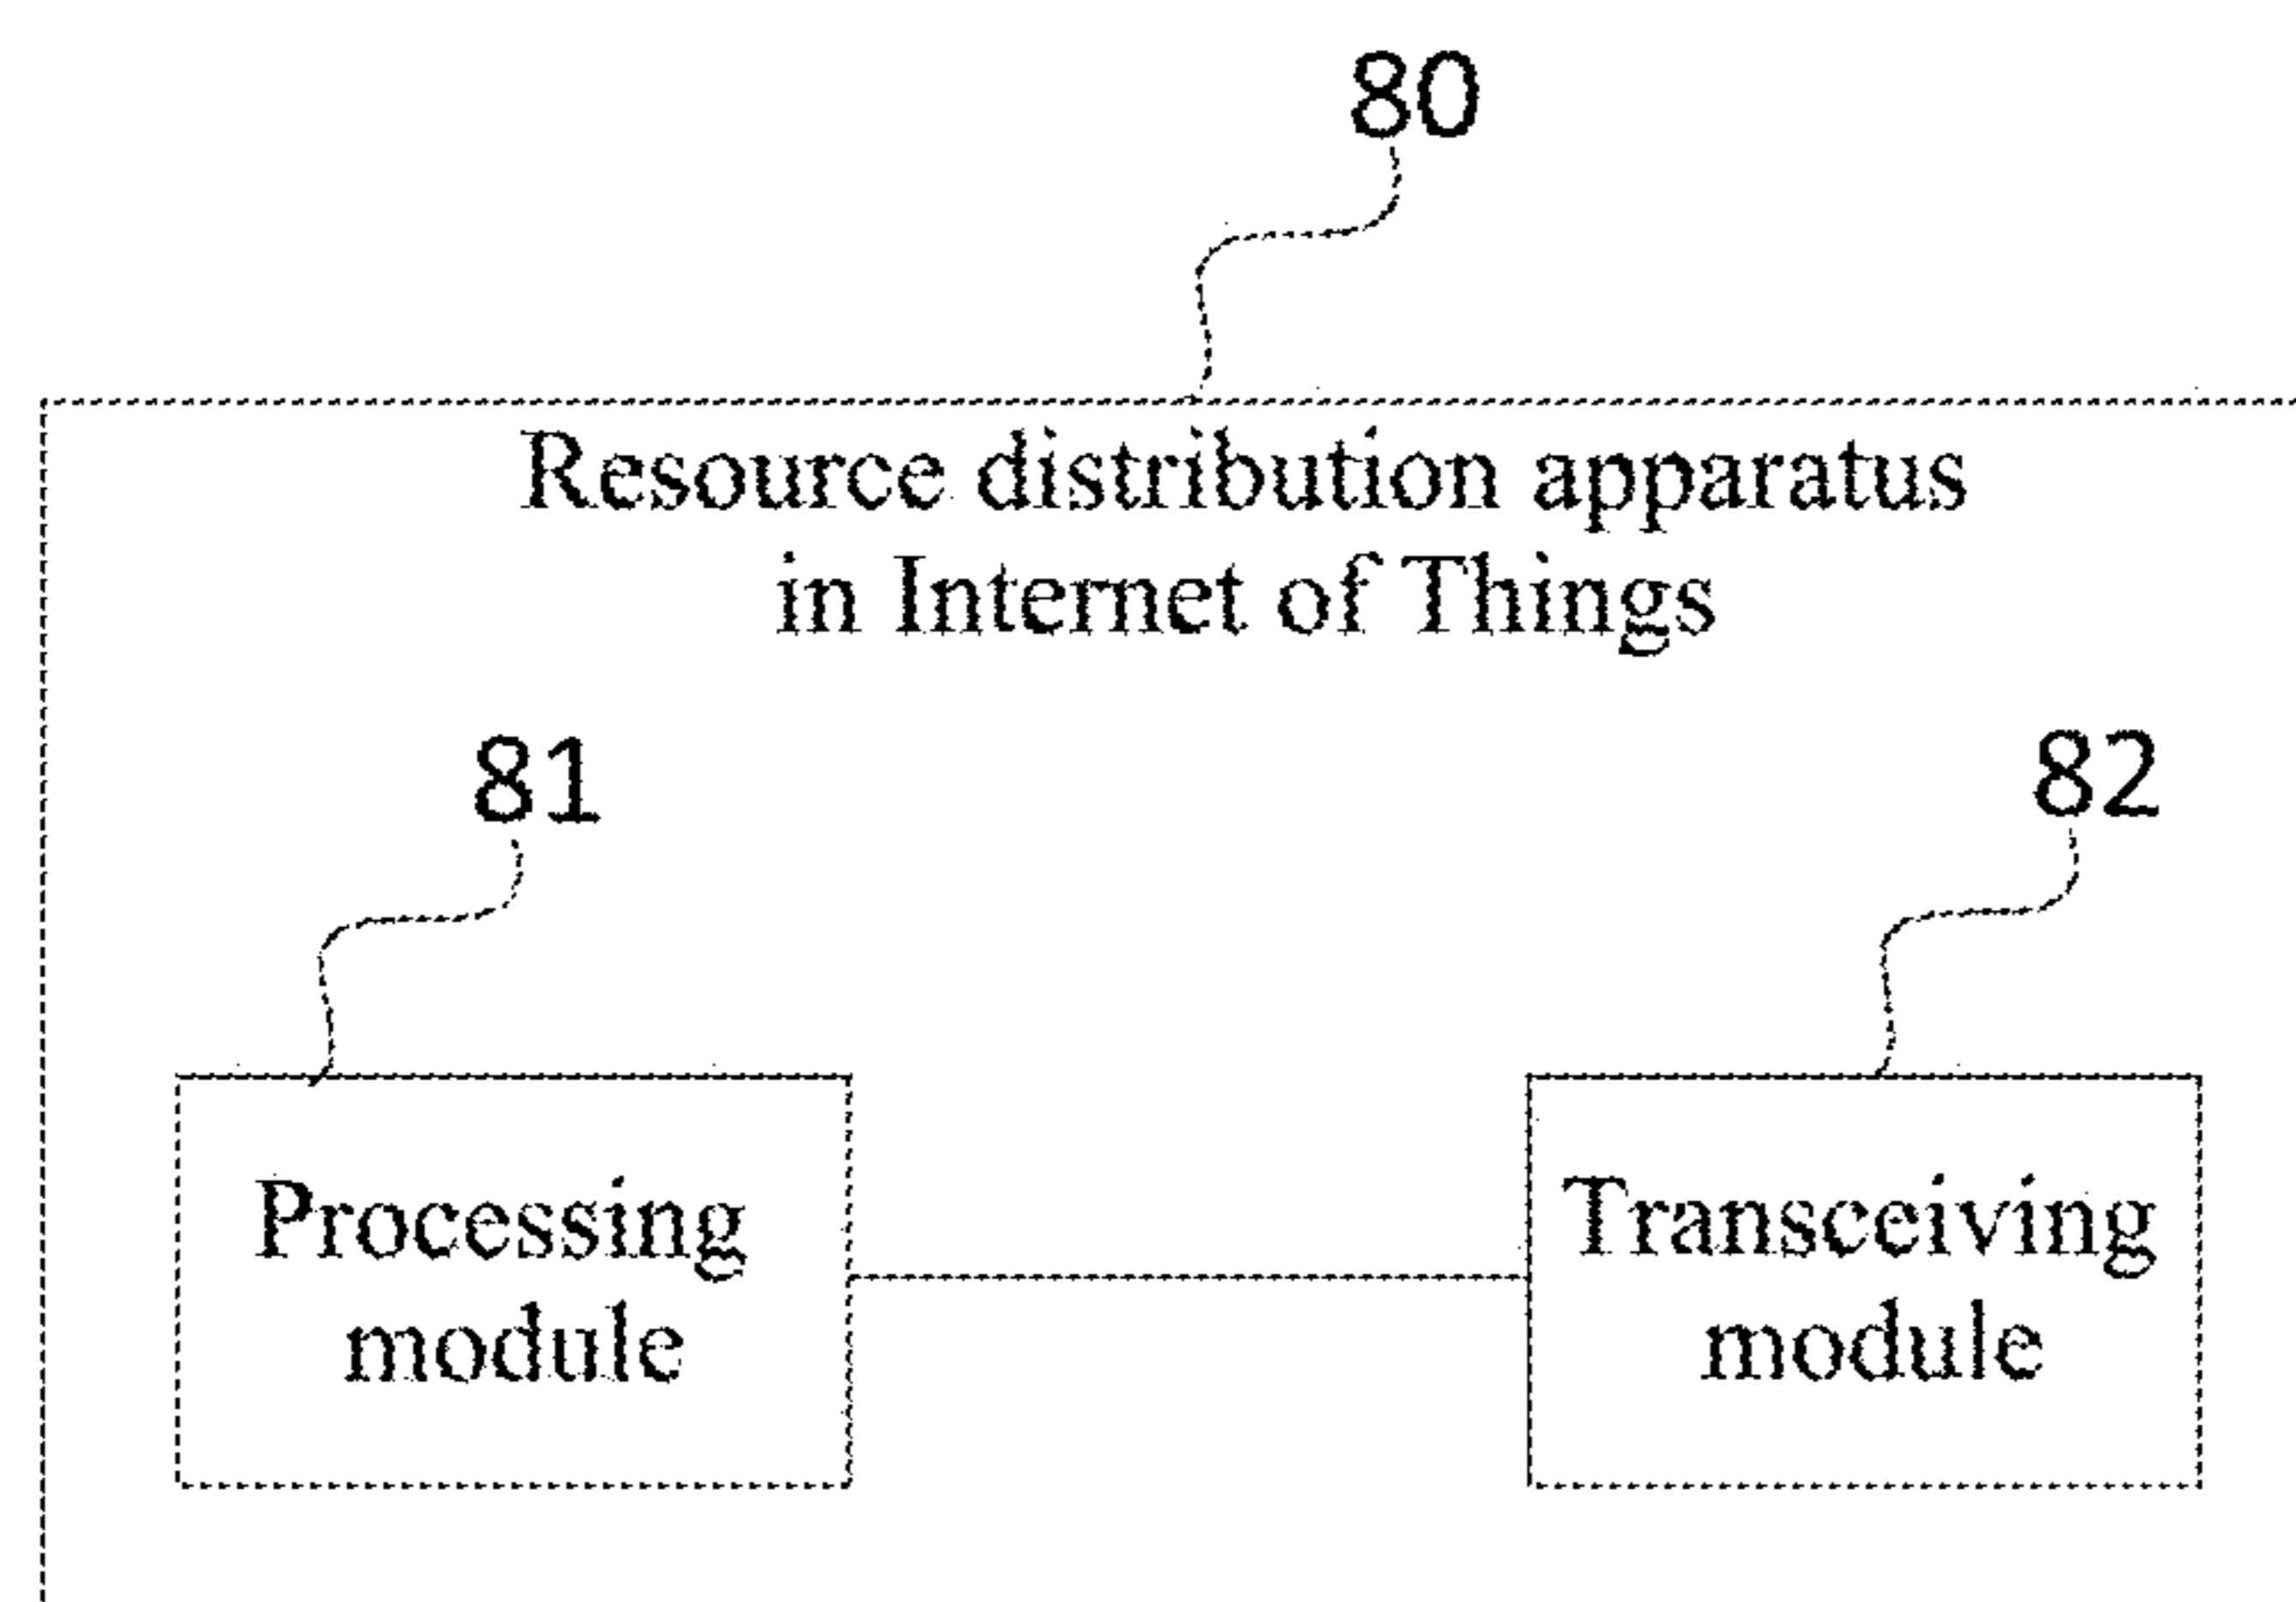 80
Resource distribution apparatus
in Internet of Things
81
82
Processing
module
Transceiving
module